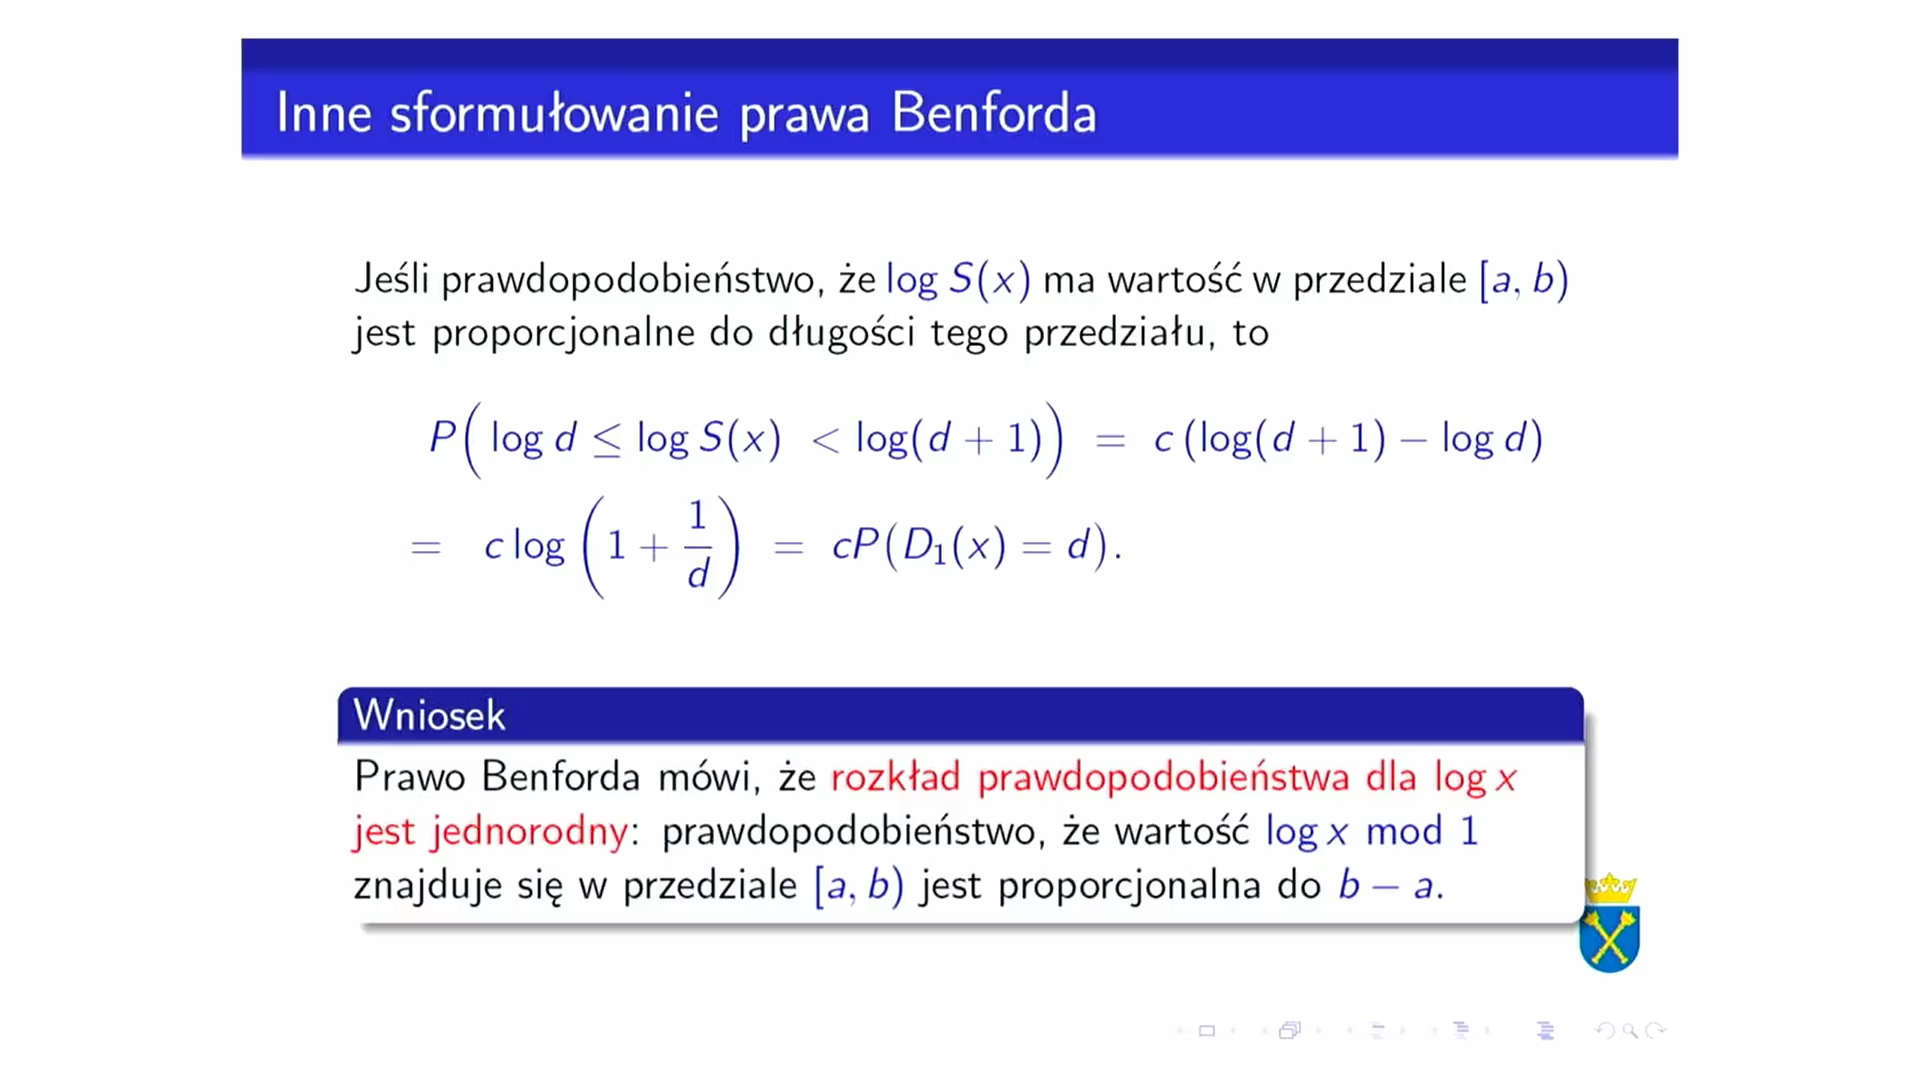 Inne sformułowanie prawa Benforda
Jeśli prawdopodobieństwo, że log S(x) ma wartość w przedziale [a, b)
jest proporcjonalne do długości tego przedziału, to
P( log d ≤ log S(x) < log(d + 1)) = c (log(d + 1) − log d)
= c log (1 + 1/d) = cP(D₁(x) = d).
Wniosek
Prawo Benforda mówi, że rozkład prawdopodobieństwa dla log x
jest jednorodny: prawdopodobieństwo, że wartość log x mod 1
znajduje się w przedziale [a, b) jest proporcjonalna do b − a.